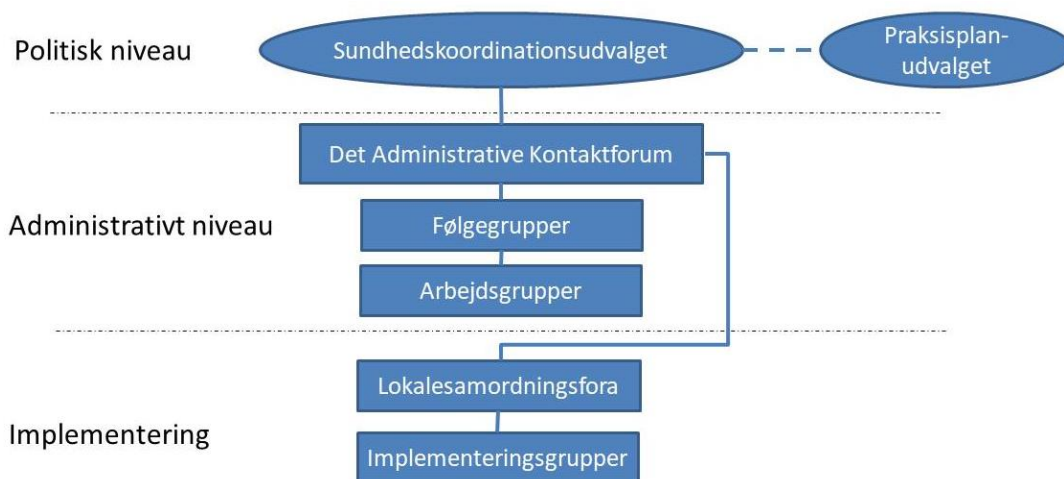 Politisk niveau
Sundhedskoordinationsudvalget
Praksisplan-
udvalget
Det Administrative Kontaktforum
Administrativt niveau
Følgegrupper
Arbejdsgrupper
Lokalesamordningsfora
Implementering
Implementeringsgrupper